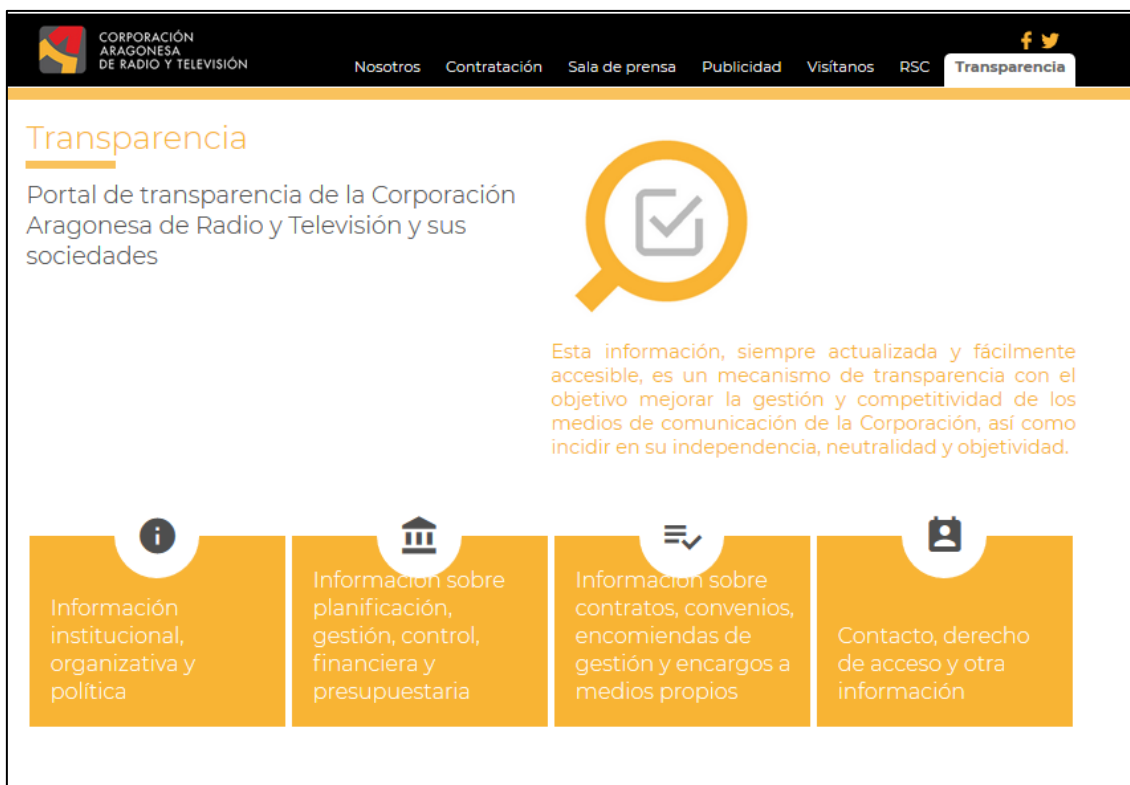 CORPORACIÓN
ARAGONESA
DE RADIO Y TELEVISIÓN
Nosotros Contratación Sala de prensa Publicidad Visítanos RSC Transparencia
Transparencia
Portal de transparencia de la Corporación
Aragonesa de Radio y Televisión y sus
sociedades
Esta información, siempre actualizada y fácilmente
accesible, es un mecanismo de transparencia con el
objetivo mejorar la gestión y competitividad de los
medios de comunicación de la Corporación, así como
incidir en su independencia, neutralidad y objetividad.
Información
institucional,
organizativa y
política
Información sobre
planificación,
gestión, control,
financiera y
presupuestaria
Información sobre
contratos, convenios,
encomiendas de
gestión y encargos a
medios propios
Contacto, derecho
de acceso y otra
información